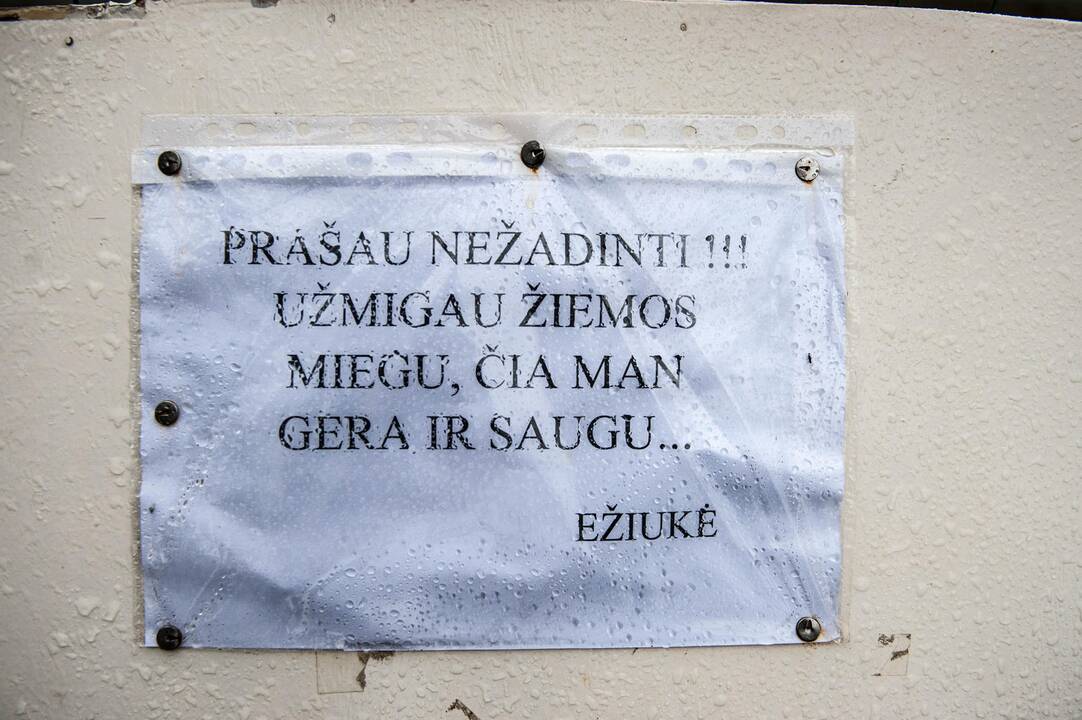 PRAŠAU NEŽADINTI !!!
UŽMIGAU ŽIEMOS
MIEGU, ČIA MAN
GERA IR SAUGU...
EŽIUKĖ